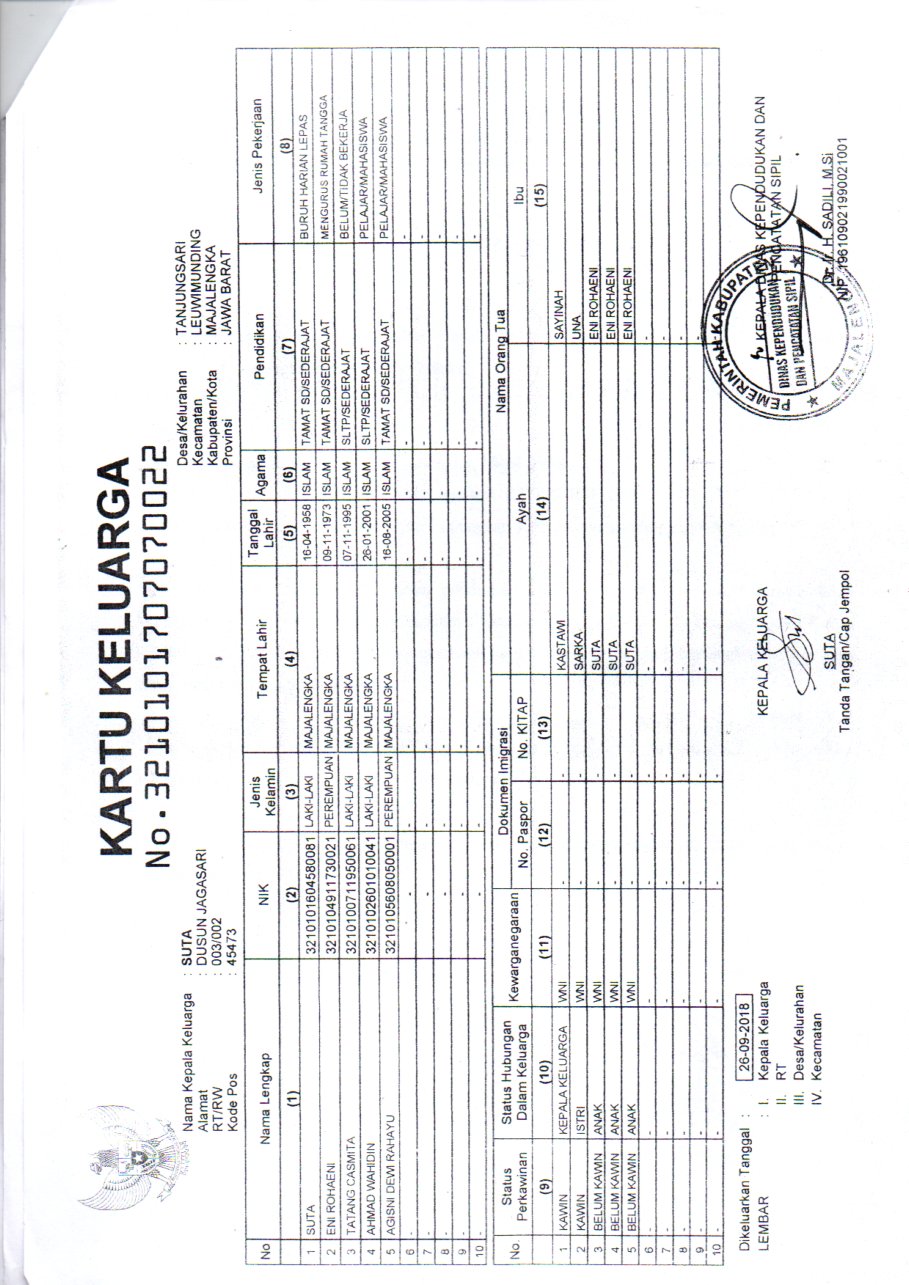 KARTU KELUARGA
No. 3210101707070022
Nama Kepala Keluarga : SUTA
Alamat : DUSUN JAGASARI
RT/RW : 003/002
Kode Pos : 45473
Desa/Kelurahan : TANJUNGSARI
Kecamatan : LEUWIMUNDING
Kabupaten/Kota : MAJALENGKA
Provinsi : JAWA BARAT
No Nama Lengkap NIK Jenis Kelamin Tempat Lahir Tanggal Lahir Agama Pendidikan Jenis Pekerjaan
(1) (2) (3) (4) (5) (6) (7) (8)
1 SUTA 3210101604580081 LAKI-LAKI MAJALENGKA 16-04-1958 ISLAM TAMAT SD/SEDERAJAT BURUH HARIAN LEPAS
2 ENI ROHAENI 3210104911730021 PEREMPUAN MAJALENGKA 09-11-1973 ISLAM TAMAT SD/SEDERAJAT MENGURUS RUMAH TANGGA
3 TATANG CASMITA 3210100711950061 LAKI-LAKI MAJALENGKA 07-11-1995 ISLAM SLTP/SEDERAJAT BELUM/TIDAK BEKERJA
4 AHMAD WAHIDIN 3210102601010041 LAKI-LAKI MAJALENGKA 26-01-2001 ISLAM SLTP/SEDERAJAT PELAJAR/MAHASISWA
5 AGISNI DEWI RAHAYU 3210105608050001 PEREMPUAN MAJALENGKA 16-08-2005 ISLAM TAMAT SD/SEDERAJAT PELAJAR/MAHASISWA
6 - - - - - - - -
7 - - - - - - - -
8 - - - - - - - -
9 - - - - - - - -
10 - - - - - - - -
No. Status Perkawinan Status Hubungan Dalam Keluarga Kewarganegaraan Dokumen Imigrasi Nama Orang Tua
No. Paspor No. KITAP Ayah Ibu
(9) (10) (11) (12) (13) (14) (15)
1 KAWIN KEPALA KELUARGA WNI - - KASTAWI SAYINAH
2 KAWIN ISTRI WNI - - SARKA UNA
3 BELUM KAWIN ANAK WNI - - SUTA ENI ROHAENI
4 BELUM KAWIN ANAK WNI - - SUTA ENI ROHAENI
5 BELUM KAWIN ANAK WNI - - SUTA ENI ROHAENI
6 - - - - - - -
7 - - - - - - -
8 - - - - - - -
9 - - - - - - -
10 - - - - - - -
Dikeluarkan Tanggal : 26-09-2018
LEMBAR : I. Kepala Keluarga
II. RT
III. Desa/Kelurahan
IV. Kecamatan
KEPALA KELUARGA
SUTA
Tanda Tangan/Cap Jempol
KEPALA DINAS KEPENDUDUKAN DAN
PENCATATAN SIPIL
PEMERINTAH KABUPATEN
DINAS KEPENDUDUKAN
DAN PENCATATAN SIPIL
MAJALENGKA
Dr. Ir. H. SADILI, M.Si
NIP. 196109021990021001